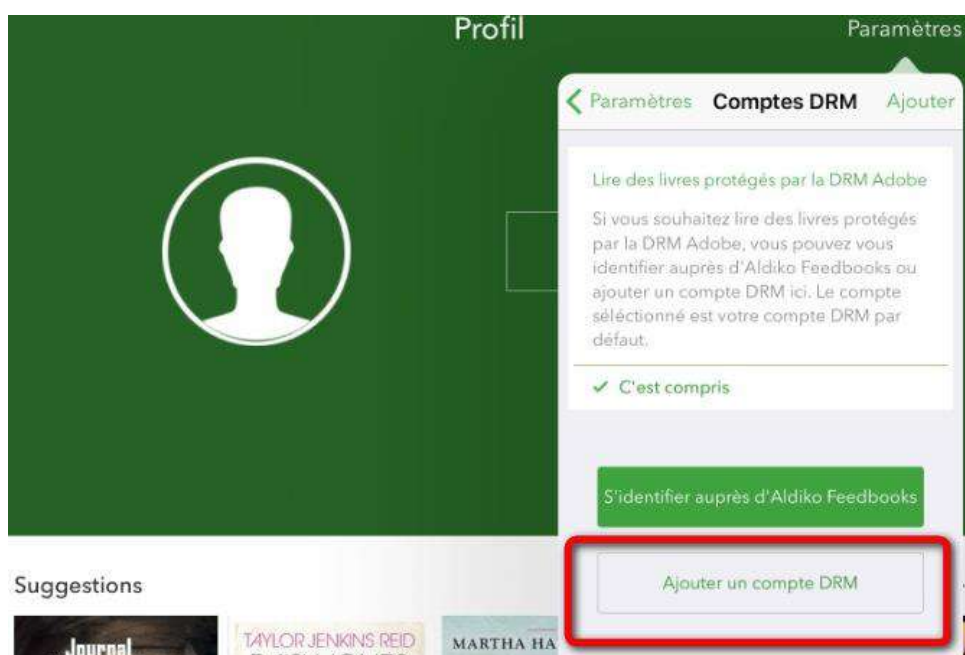 Profil
Paramètres
Paramètres Comptes DRM Ajouter
Lire des livres protégés par la DRM Adobe
Si vous souhaitez lire des livres protégés
par la DRM Adobe, vous pouvez vous
identifier auprès d'Aldiko Feedbooks ou
ajouter un compte DRM ici. Le compte
séléctionné est votre compte DRM par
défaut.
C'est compris
S'identifier auprès d'Aldiko Feedbooks
Ajouter un compte DRM
Suggestions
Journal
TAYLOR JENKINS REID
MARTHA HA